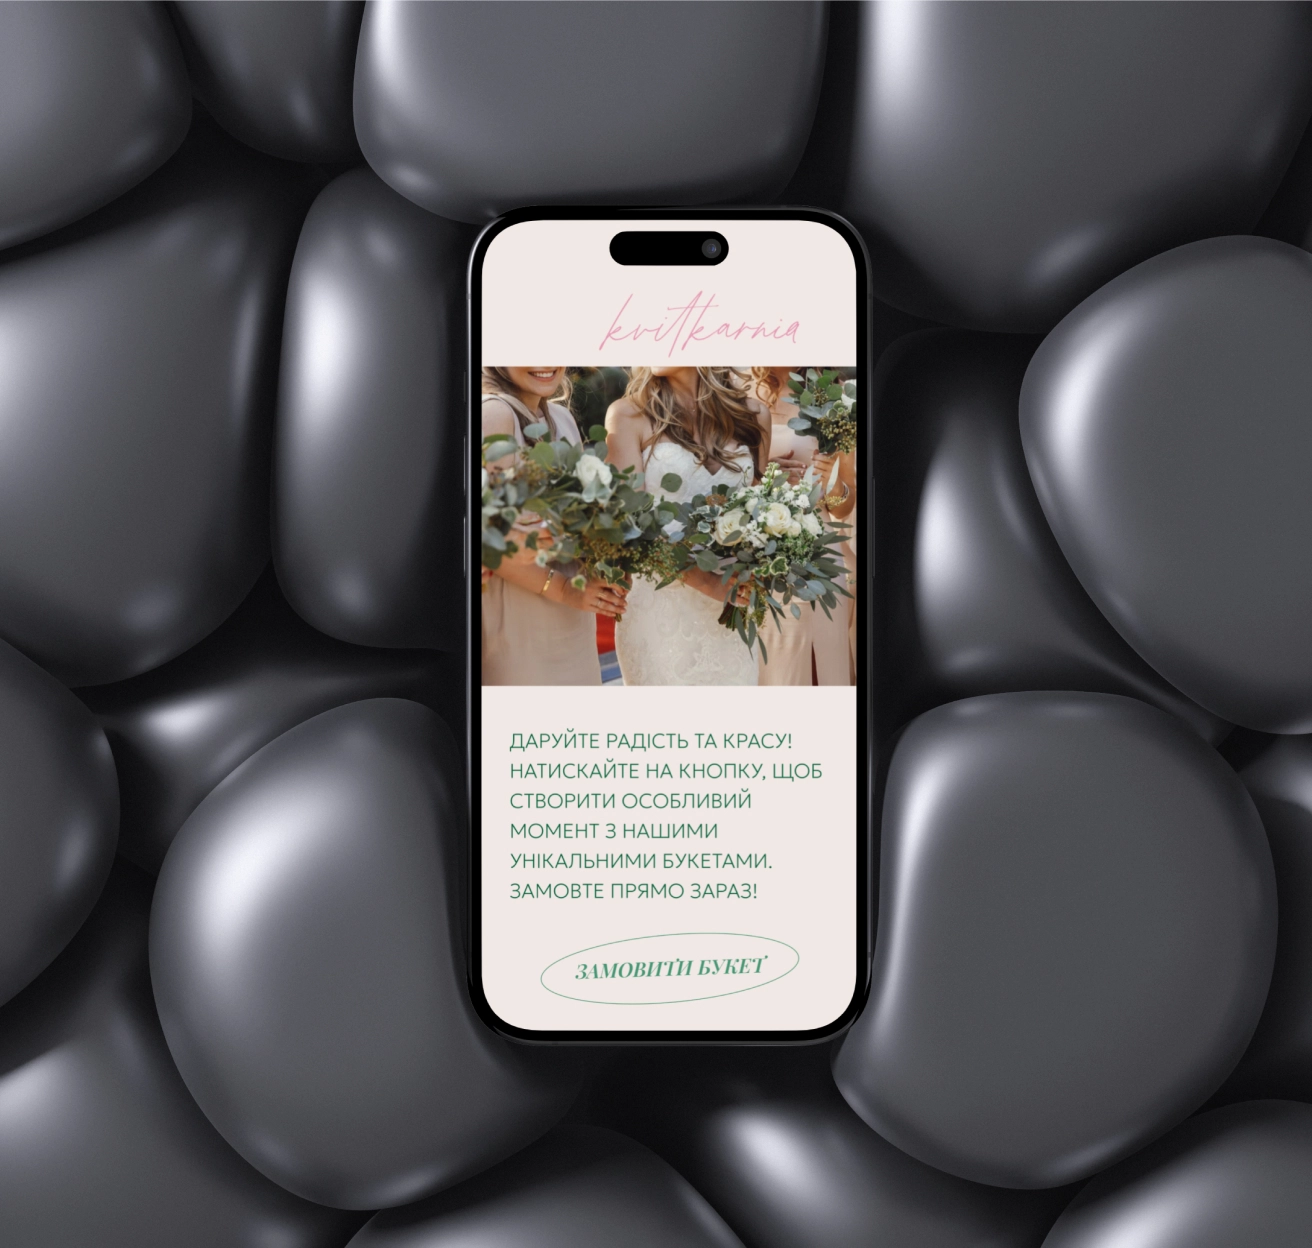 kvitkarnia
ДАРУЙТЕ РАДІСТЬ ТА КРАСУ!
НАТИСКАЙТЕ НА КНОПКУ, ЩОБ
СТВОРИТИ ОСОБЛИВИЙ
МОМЕНТ З НАШИМИ
УНІКАЛЬНИМИ БУКЕТАМИ.
ЗАМОВТЕ ПРЯМО ЗАРАЗ!
ЗАМОВИТИ БУКЕТ